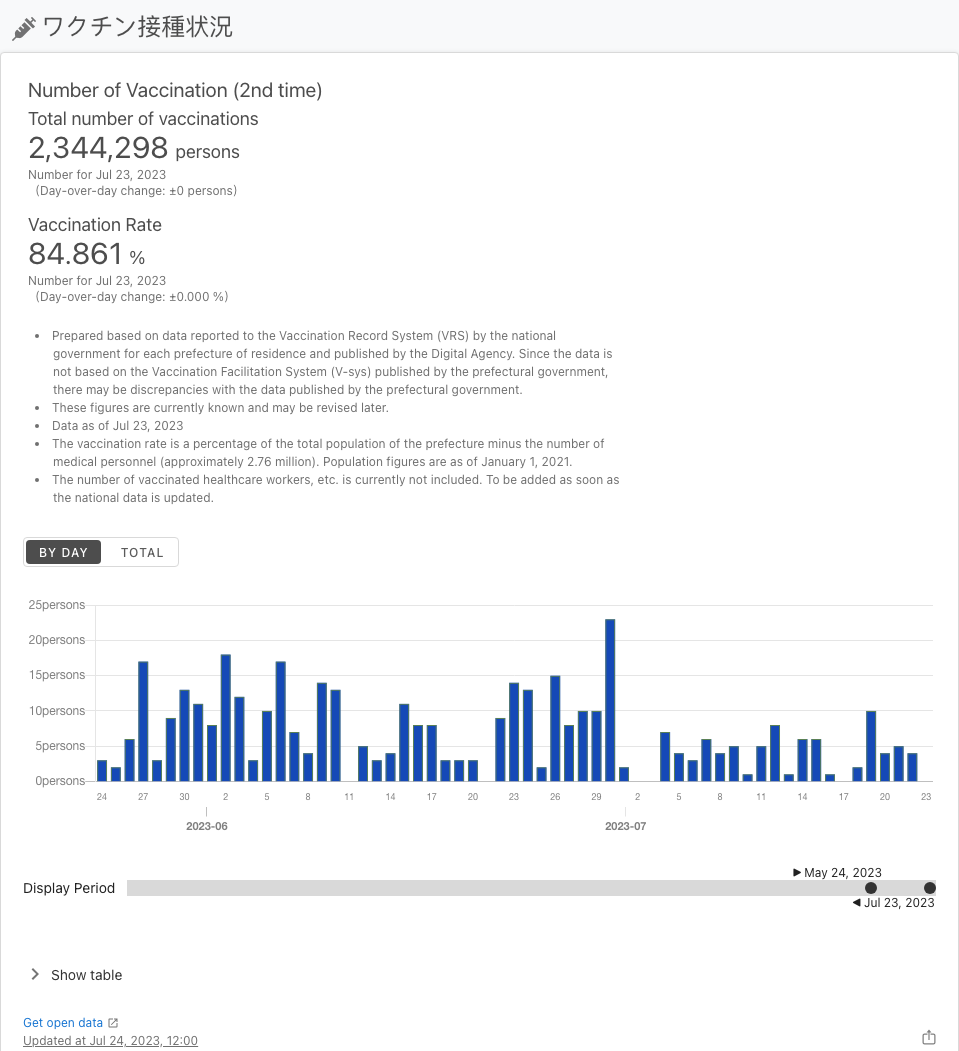 ワクチン接種状況
Number of Vaccination (2nd time)
Total number of vaccinations
2,344,298 persons
Number for Jul 23, 2023
(Day-over-day change: ±0 persons)
Vaccination Rate
84.861 %
Number for Jul 23, 2023
(Day-over-day change: ±0.000 %)
• Prepared based on data reported to the Vaccination Record System (VRS) by the national
government for each prefecture of residence and published by the Digital Agency. Since the data is
not based on the Vaccination Facilitation System (V-sys) published by the prefectural government,
there may be discrepancies with the data published by the prefectural government.
• These figures are currently known and may be revised later.
• Data as of Jul 23, 2023
• The vaccination rate is a percentage of the total population of the prefecture minus the number of
medical personnel (approximately 2.76 million). Population figures are as of January 1, 2021.
• The number of vaccinated healthcare workers, etc. is currently not included. To be added as soon as
the national data is updated.
BY DAY TOTAL
25persons
20persons
15persons
10persons
5persons
0persons
24 27 30 2 5 8 11 14 17 20 23 26 29 2 5 8 11 14 17 20 23
2023-06 2023-07
▶ May 24, 2023
Display Period
◀ Jul 23, 2023
Show table
Get open data
Updated at Jul 24, 2023, 12:00